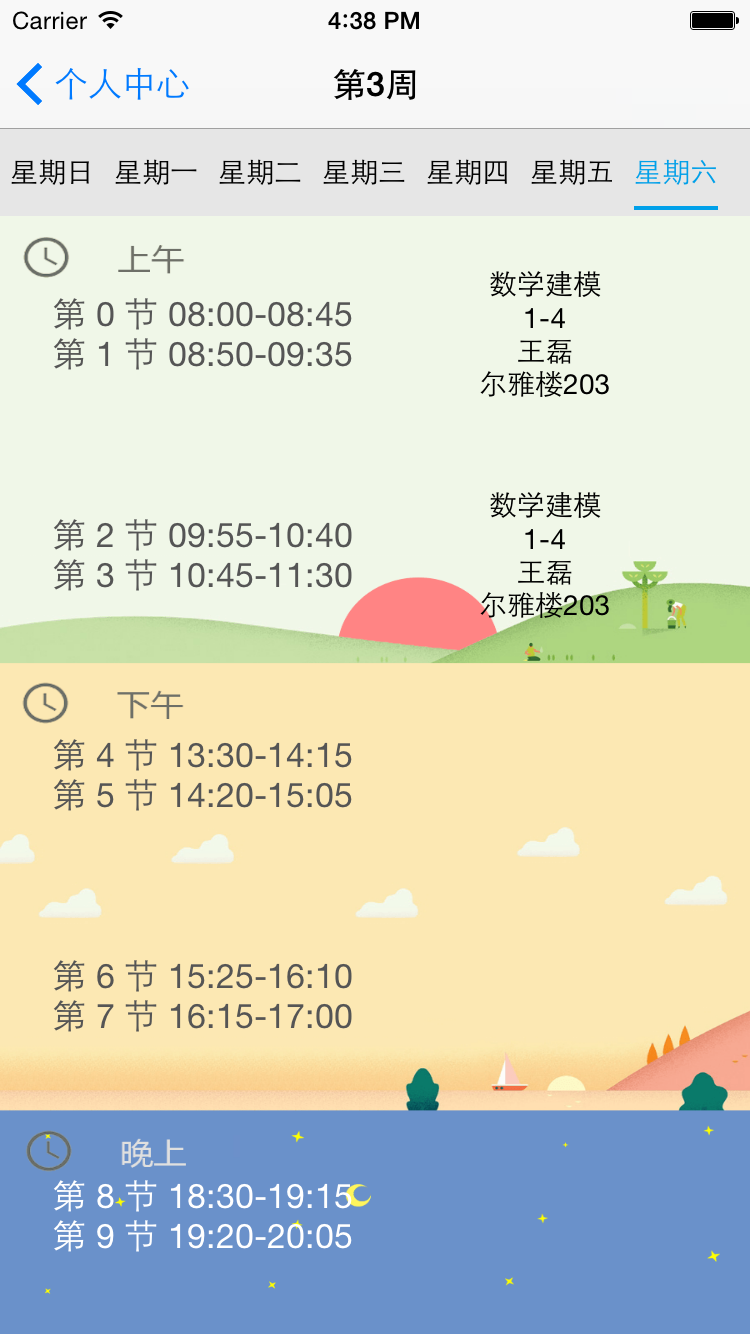 Carrier 4:38 PM
个人中心 第3周
星期日 星期一 星期二 星期三 星期四 星期五 星期六
上午
第 0 节 08:00-08:45
第 1 节 08:50-09:35
数学建模
1-4
王磊
尔雅楼203
第 2 节 09:55-10:40
第 3 节 10:45-11:30
数学建模
1-4
王磊
尔雅楼203
下午
第 4 节 13:30-14:15
第 5 节 14:20-15:05
第 6 节 15:25-16:10
第 7 节 16:15-17:00
晚上
第 8 节 18:30-19:15
第 9 节 19:20-20:05